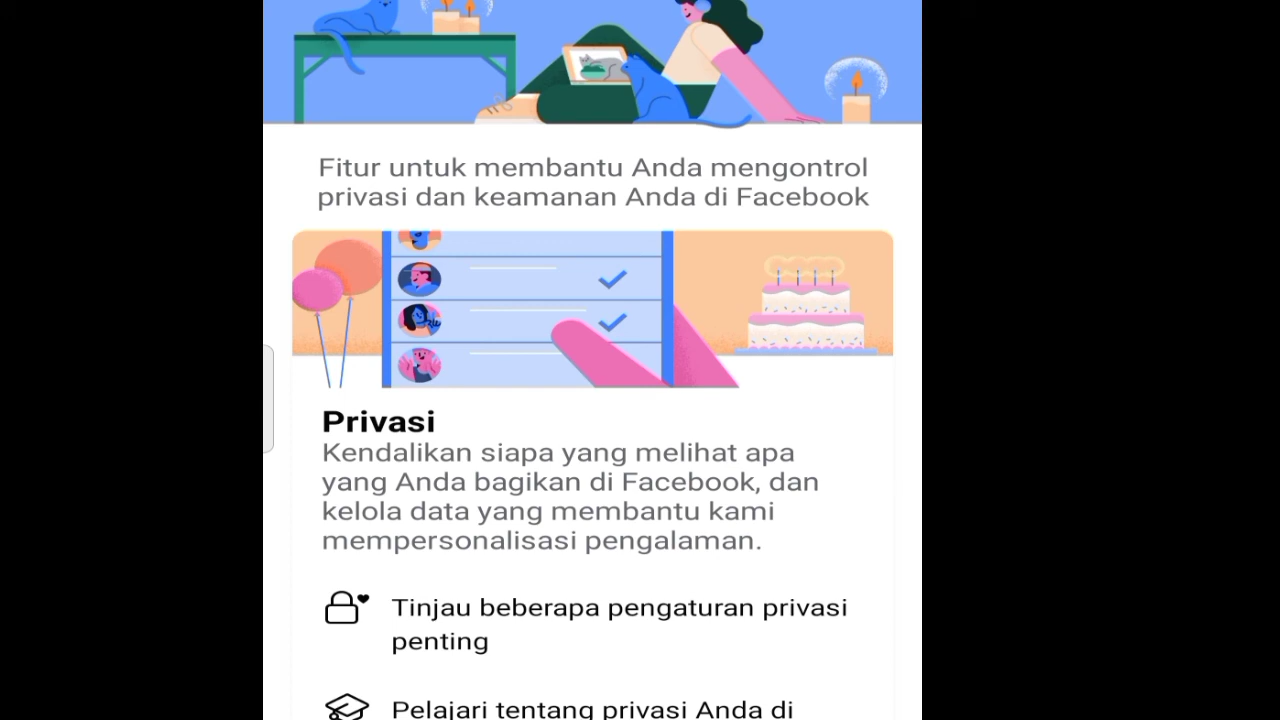 Fitur untuk membantu Anda mengontrol
privasi dan keamanan Anda di Facebook
Privasi
Kendalikan siapa yang melihat apa
yang Anda bagikan di Facebook, dan
kelola data yang membantu kami
mempersonalisasi pengalaman.
Tinjau beberapa pengaturan privasi
penting
Pelajari tentang privasi Anda di